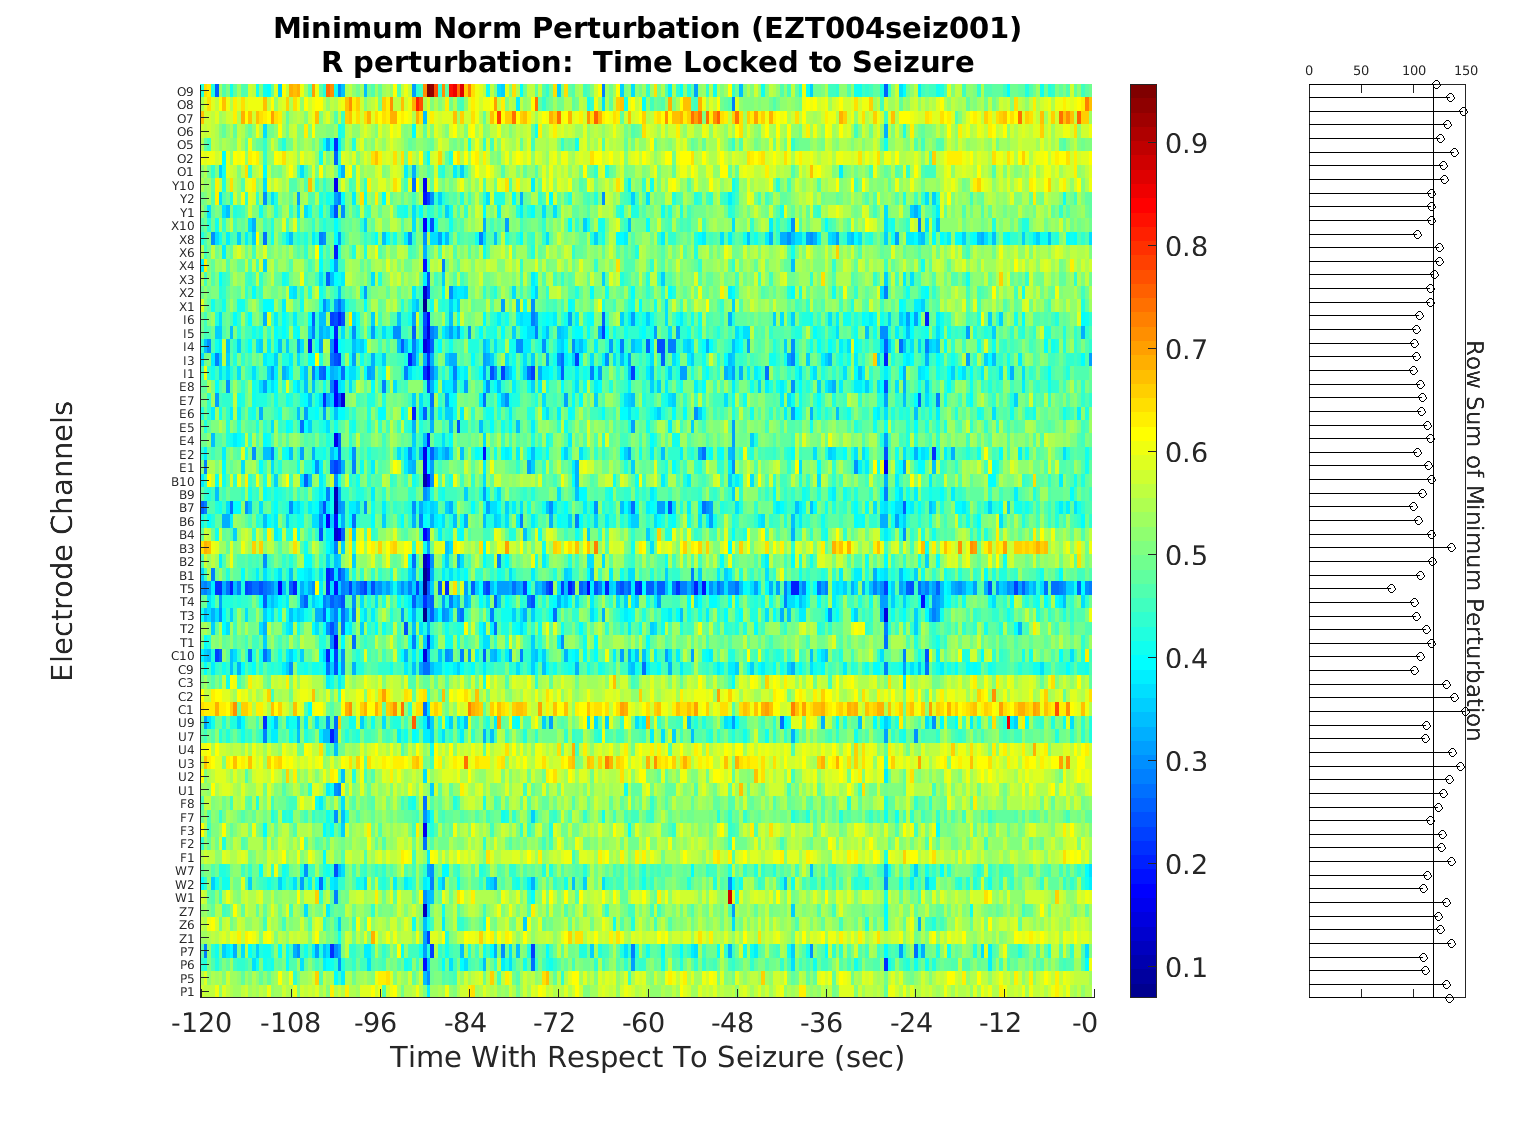 Minimum Norm Perturbation (EZT004seiz001)
R perturbation:  Time Locked to Seizure
Electrode Channels
O9
O8
O7
O6
O5
O2
O1
Y10
Y2
Y1
X10
X8
X6
X4
X3
X2
X1
I6
I5
I4
I3
I1
E8
E7
E6
E5
E4
E2
E1
B10
B9
B7
B6
B4
B3
B2
B1
T5
T4
T3
T2
T1
C10
C9
C3
C2
C1
U9
U7
U4
U3
U2
U1
F8
F7
F3
F2
F1
W7
W2
W1
Z7
Z6
Z1
P7
P6
P5
P1
-120 -108 -96 -84 -72 -60 -48 -36 -24 -12 -0
Time With Respect To Seizure (sec)
0.9
0.8
0.7
0.6
0.5
0.4
0.3
0.2
0.1
0 50 100 150
Row Sum of Minimum Perturbation